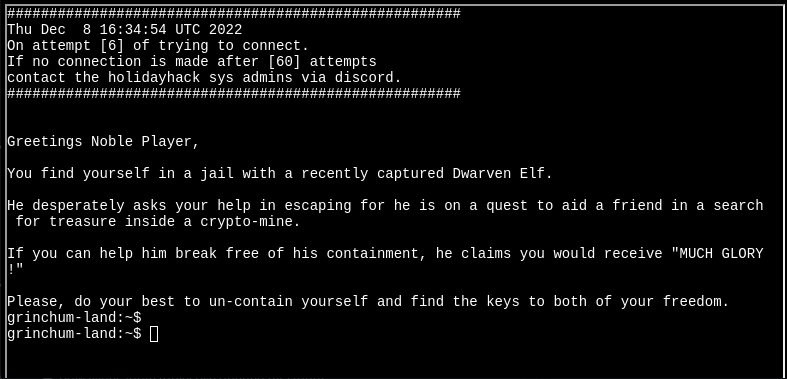 ######################################################
Thu Dec  8 16:34:54 UTC 2022
On attempt [6] of trying to connect.
If no connection is made after [60] attempts
contact the holidayhack sys admins via discord.
######################################################
Greetings Noble Player,
You find yourself in a jail with a recently captured Dwarven Elf.
He desperately asks your help in escaping for he is on a quest to aid a friend in a search
 for treasure inside a crypto-mine.
If you can help him break free of his containment, he claims you would receive "MUCH GLORY
!"
Please, do your best to un-contain yourself and find the keys to both of your freedom.
grinchum-land:~$
grinchum-land:~$